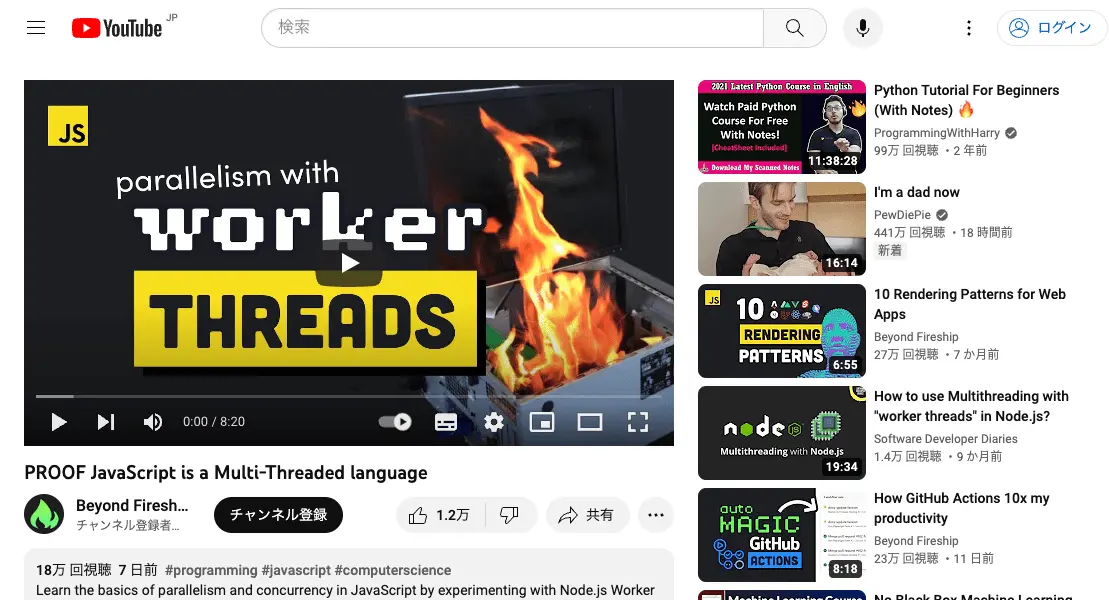 YouTube JP
検索
ログイン
JS
parallelism with
worker
THREADS
0:00 / 8:20
PROOF JavaScript is a Multi-Threaded language
Beyond Firesh...
チャンネル登録者...
チャンネル登録
1.2万
共有
18万 回視聴 7 日前 #programming #javascript #computerscience
Learn the basics of parallelism and concurrency in JavaScript by experimenting with Node.js Worker
2021 Latest Python Course in English
Watch Paid Python
Course For Free
With Notes!
[CheatSheet Included]
Download My Scanned Notes
11:38:28
Python Tutorial For Beginners
(With Notes) 🔥
ProgrammingWithHarry
99万 回視聴 ・2 年前
16:14
I'm a dad now
PewDiePie
441万 回視聴 ・18 時間前
新着
JS
10
RENDERING
PATTERNS
6:55
10 Rendering Patterns for Web
Apps
Beyond Fireship
27万 回視聴 ・7 か月前
node
JS
Multithreading with Node.js
19:34
How to use Multithreading with
"worker threads" in Node.js?
Software Developer Diaries
1.4万 回視聴 ・9 か月前
auto
MAGIC
GitHub
ACTIONS
8:18
How GitHub Actions 10x my
productivity
Beyond Fireship
23万 回視聴 ・11 日前